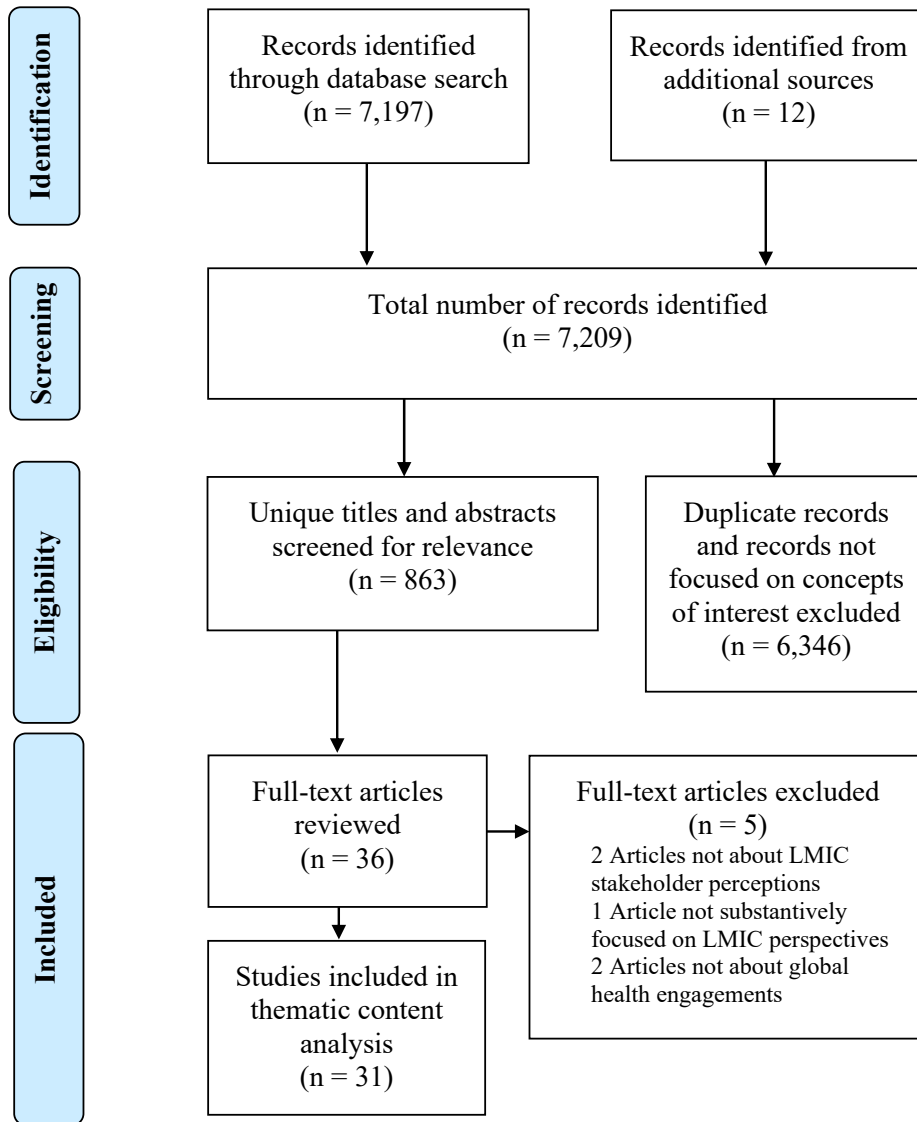 Identification
Records identified
through database search
(n = 7,197)
Records identified from
additional sources
(n = 12)
Screening
Total number of records identified
(n = 7,209)
Eligibility
Unique titles and abstracts
screened for relevance
(n = 863)
Duplicate records
and records not
focused on concepts
of interest excluded
(n = 6,346)
Included
Full-text articles
reviewed
(n = 36)
Full-text articles excluded
(n = 5)
2 Articles not about LMIC
stakeholder perceptions
1 Article not substantively
focused on LMIC perspectives
2 Articles not about global
health engagements
Studies included in
thematic content
analysis
(n = 31)